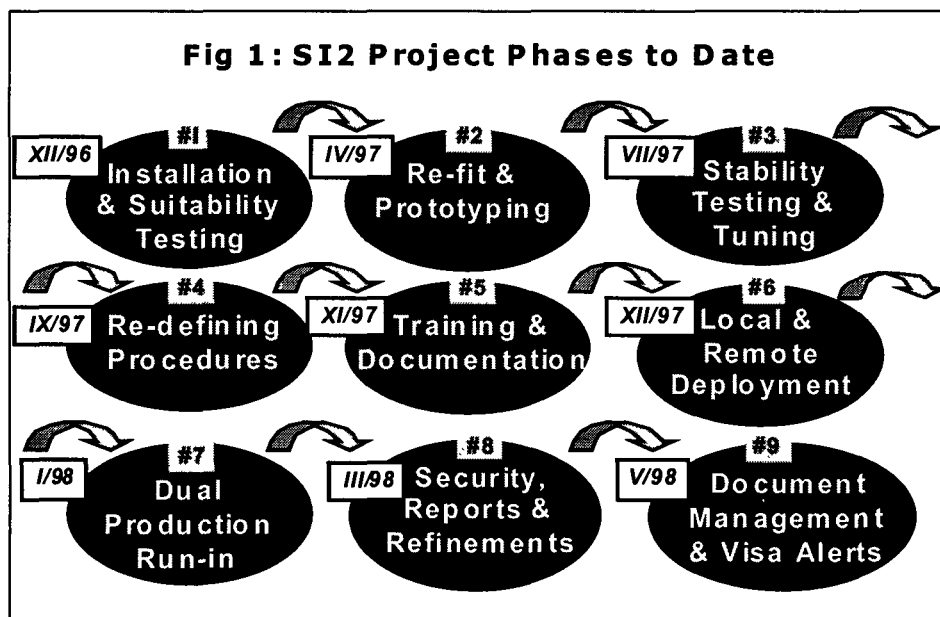 Fig 1: SI2 Project Phases to Date
XII/96
#1
Installation
& Suitability
Testing
IV/97
#2
Re-fit &
Prototyping
VII/97
#3
Stability
Testing &
Tuning
IX/97
#4
Re-defining
Procedures
XI/97
#5
Training &
Documentation
XII/97
#6
Local &
Remote
Deployment
I/98
#7
Dual
Production
Run-in
III/98
#8
Security,
Reports &
Refinements
V/98
#9
Document
Management
& Visa Alerts